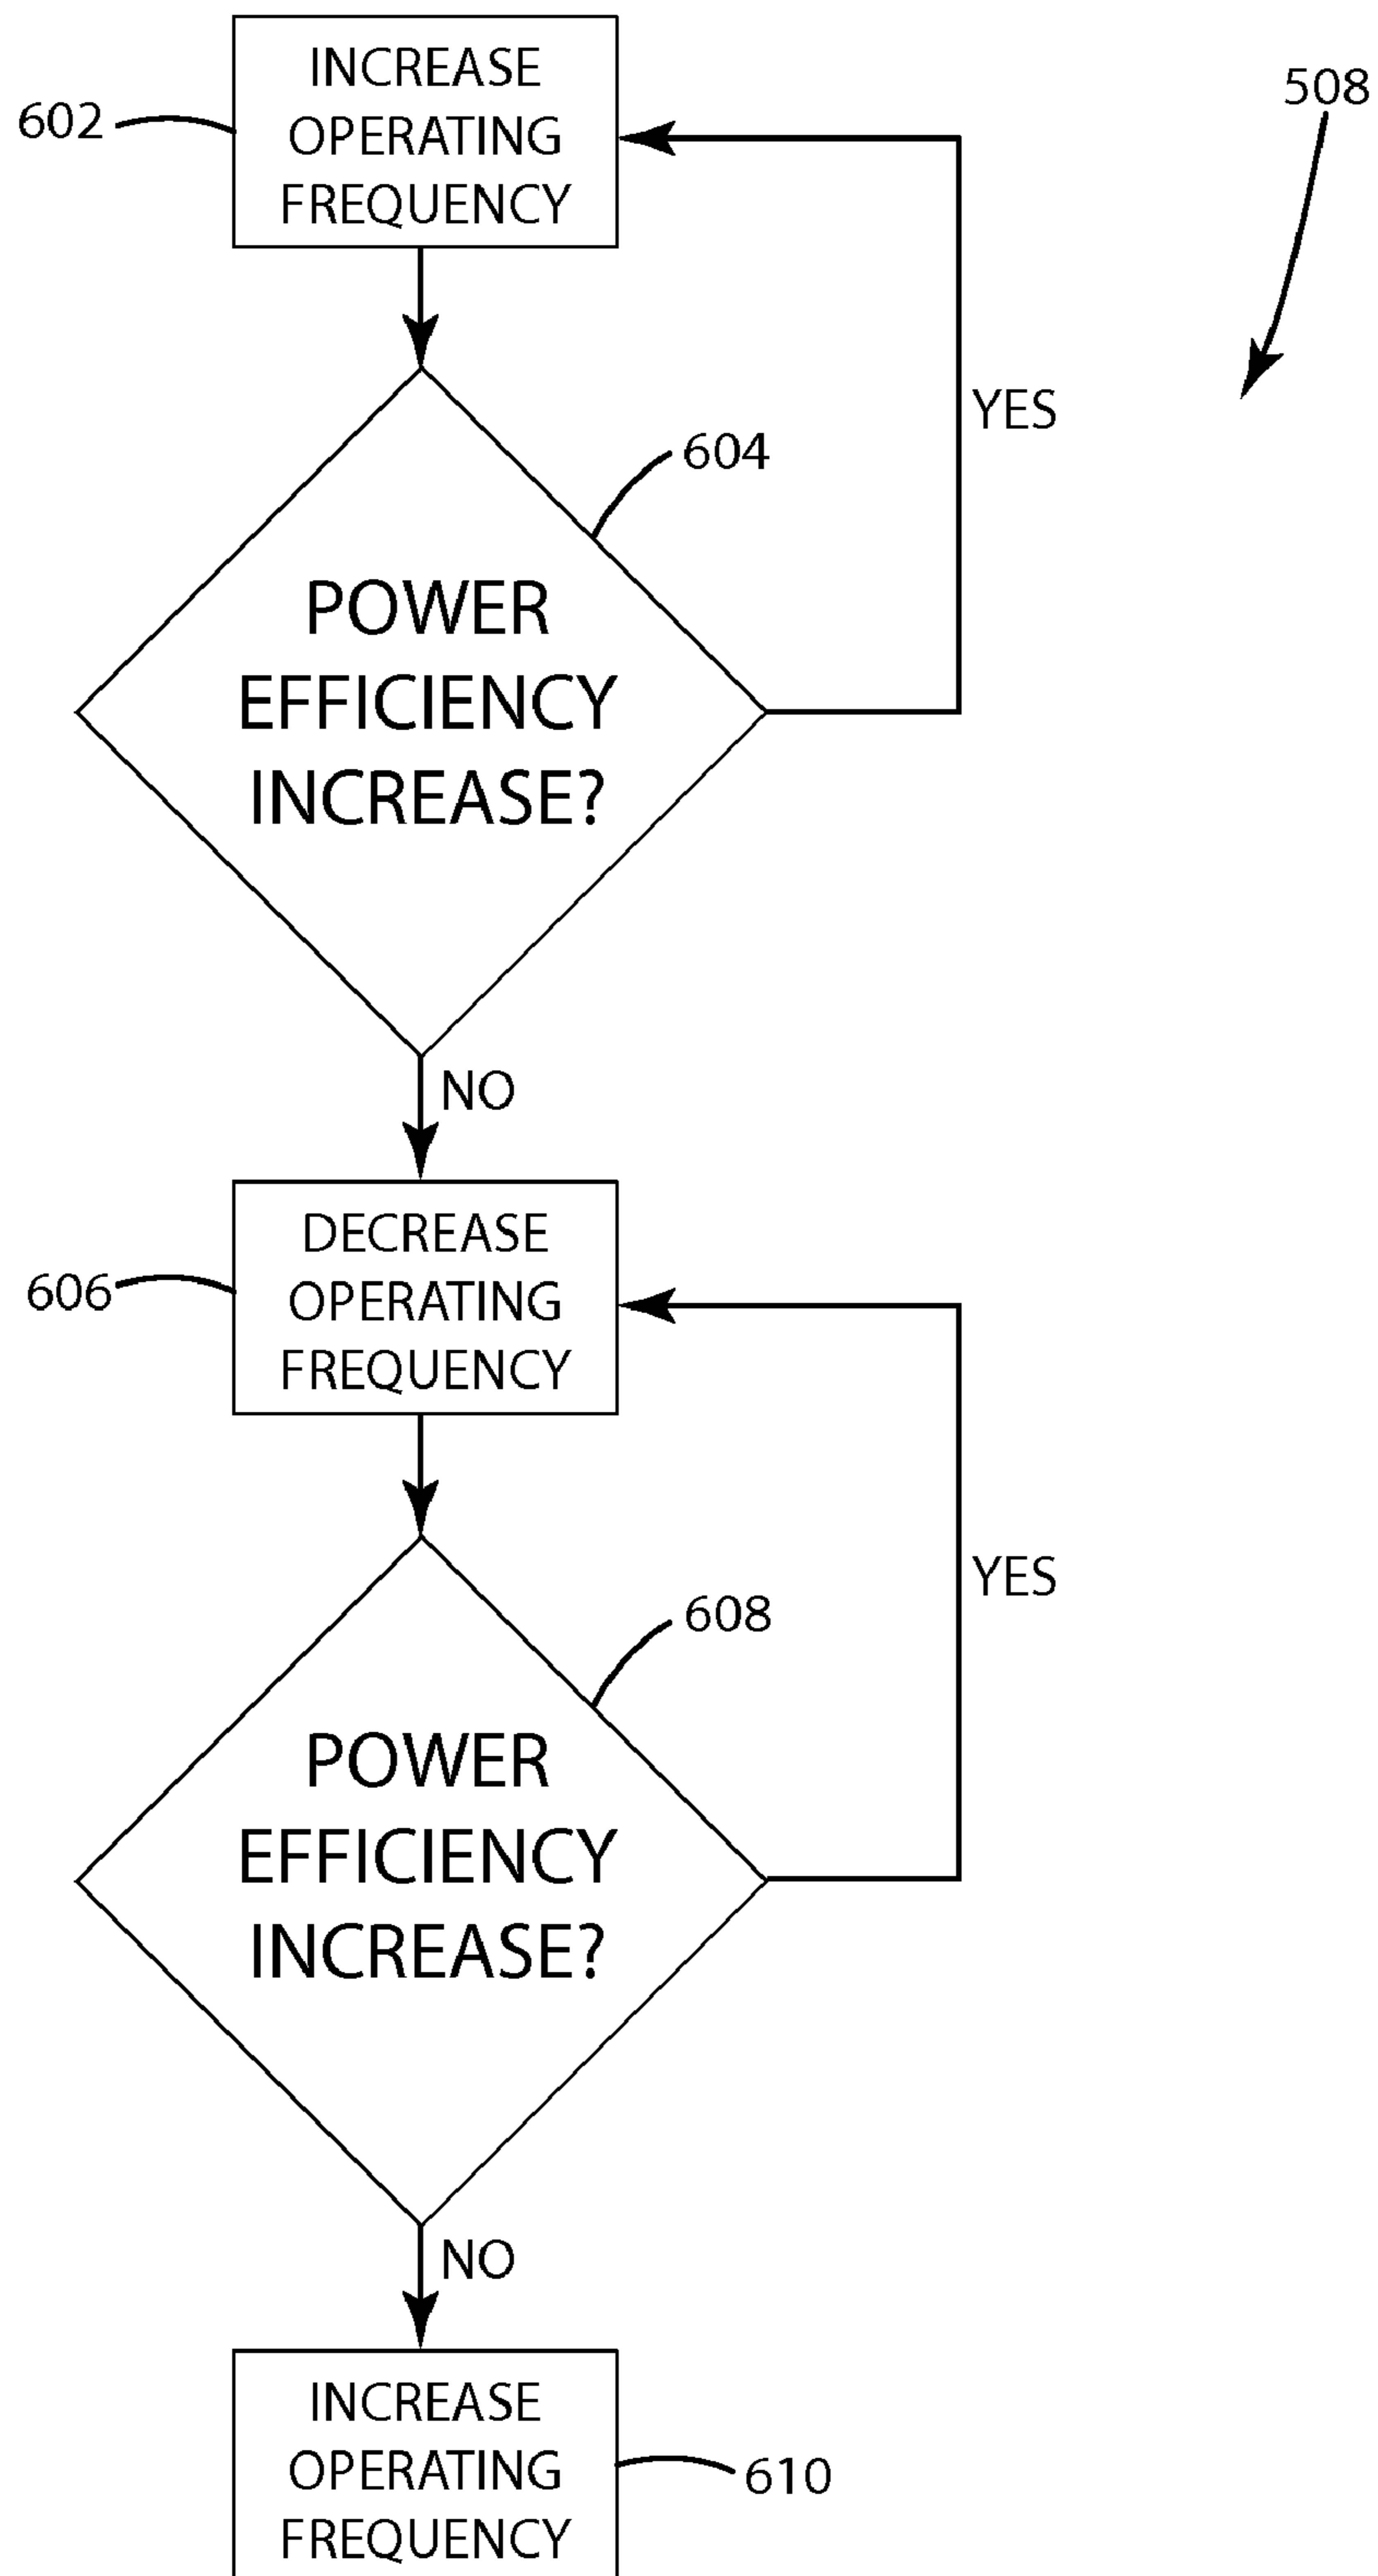 INCREASE
OPERATING
FREQUENCY
602
508
YES
604
POWER
EFFICIENCY
INCREASE?
NO
DECREASE
OPERATING
FREQUENCY
606
YES
608
POWER
EFFICIENCY
INCREASE?
NO
INCREASE
OPERATING
FREQUENCY
610